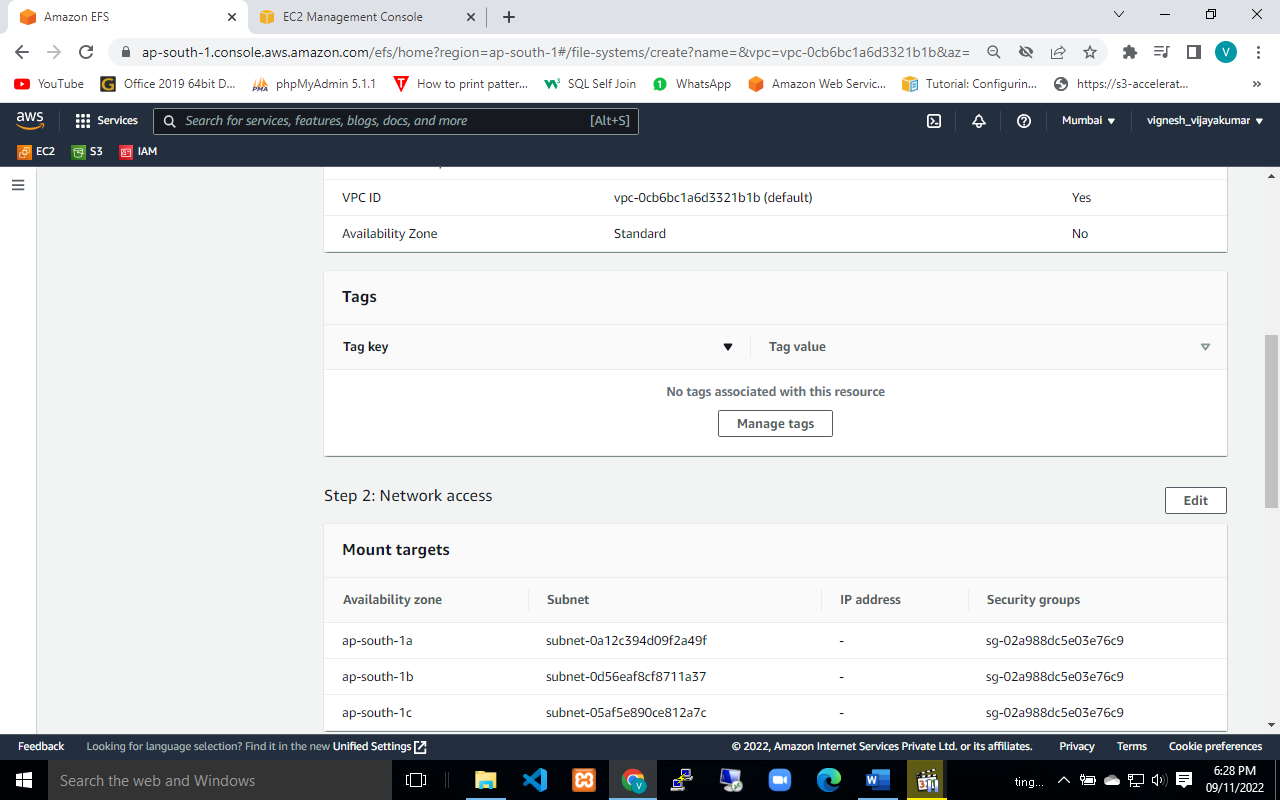 Amazon EFS
EC2 Management Console
ap-south-1.console.aws.amazon.com/efs/home?region=ap-south-1#/file-systems/create?name=&vpc=vpc-0cb6bc1a6d3321b1b&az=
V
YouTube
Office 2019 64bit D...
phpMyAdmin 5.1.1
How to print patter...
SQL Self Join
WhatsApp
Amazon Web Servic...
Tutorial: Configurin...
https://s3-accelerat...
aws
Services
Search for services, features, blogs, docs, and more
[Alt+S]
Mumbai
vignesh_vijayakumar
EC2
S3
IAM
VPC ID
vpc-0cb6bc1a6d3321b1b (default)
Yes
Availability Zone
Standard
No
Tags
Tag key
Tag value
No tags associated with this resource
Manage tags
Step 2: Network access
Edit
Mount targets
Availability zone
Subnet
IP address
Security groups
ap-south-1a
subnet-0a12c394d09f2a49f
-
sg-02a988dc5e03e76c9
ap-south-1b
subnet-0d56eaf8cf8711a37
-
sg-02a988dc5e03e76c9
ap-south-1c
subnet-05af5e890ce812a7c
-
sg-02a988dc5e03e76c9
Feedback
Looking for language selection? Find it in the new Unified Settings
© 2022, Amazon Internet Services Private Ltd. or its affiliates.
Privacy
Terms
Cookie preferences
Search the web and Windows
ting...
6:28 PM
09/11/2022